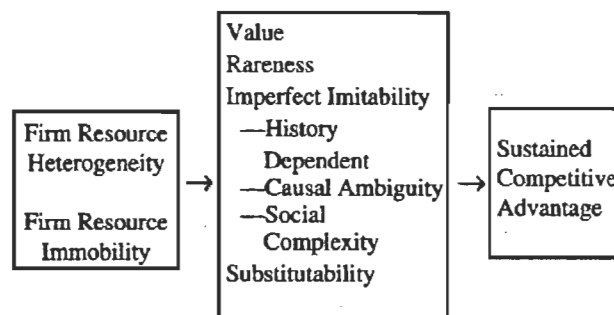 Firm Resource
Heterogeneity
Firm Resource
Immobility
Value
Rareness
Imperfect Imitability
—History
Dependent
—Causal Ambiguity
—Social
Complexity
Substitutability
Sustained
Competitive
Advantage